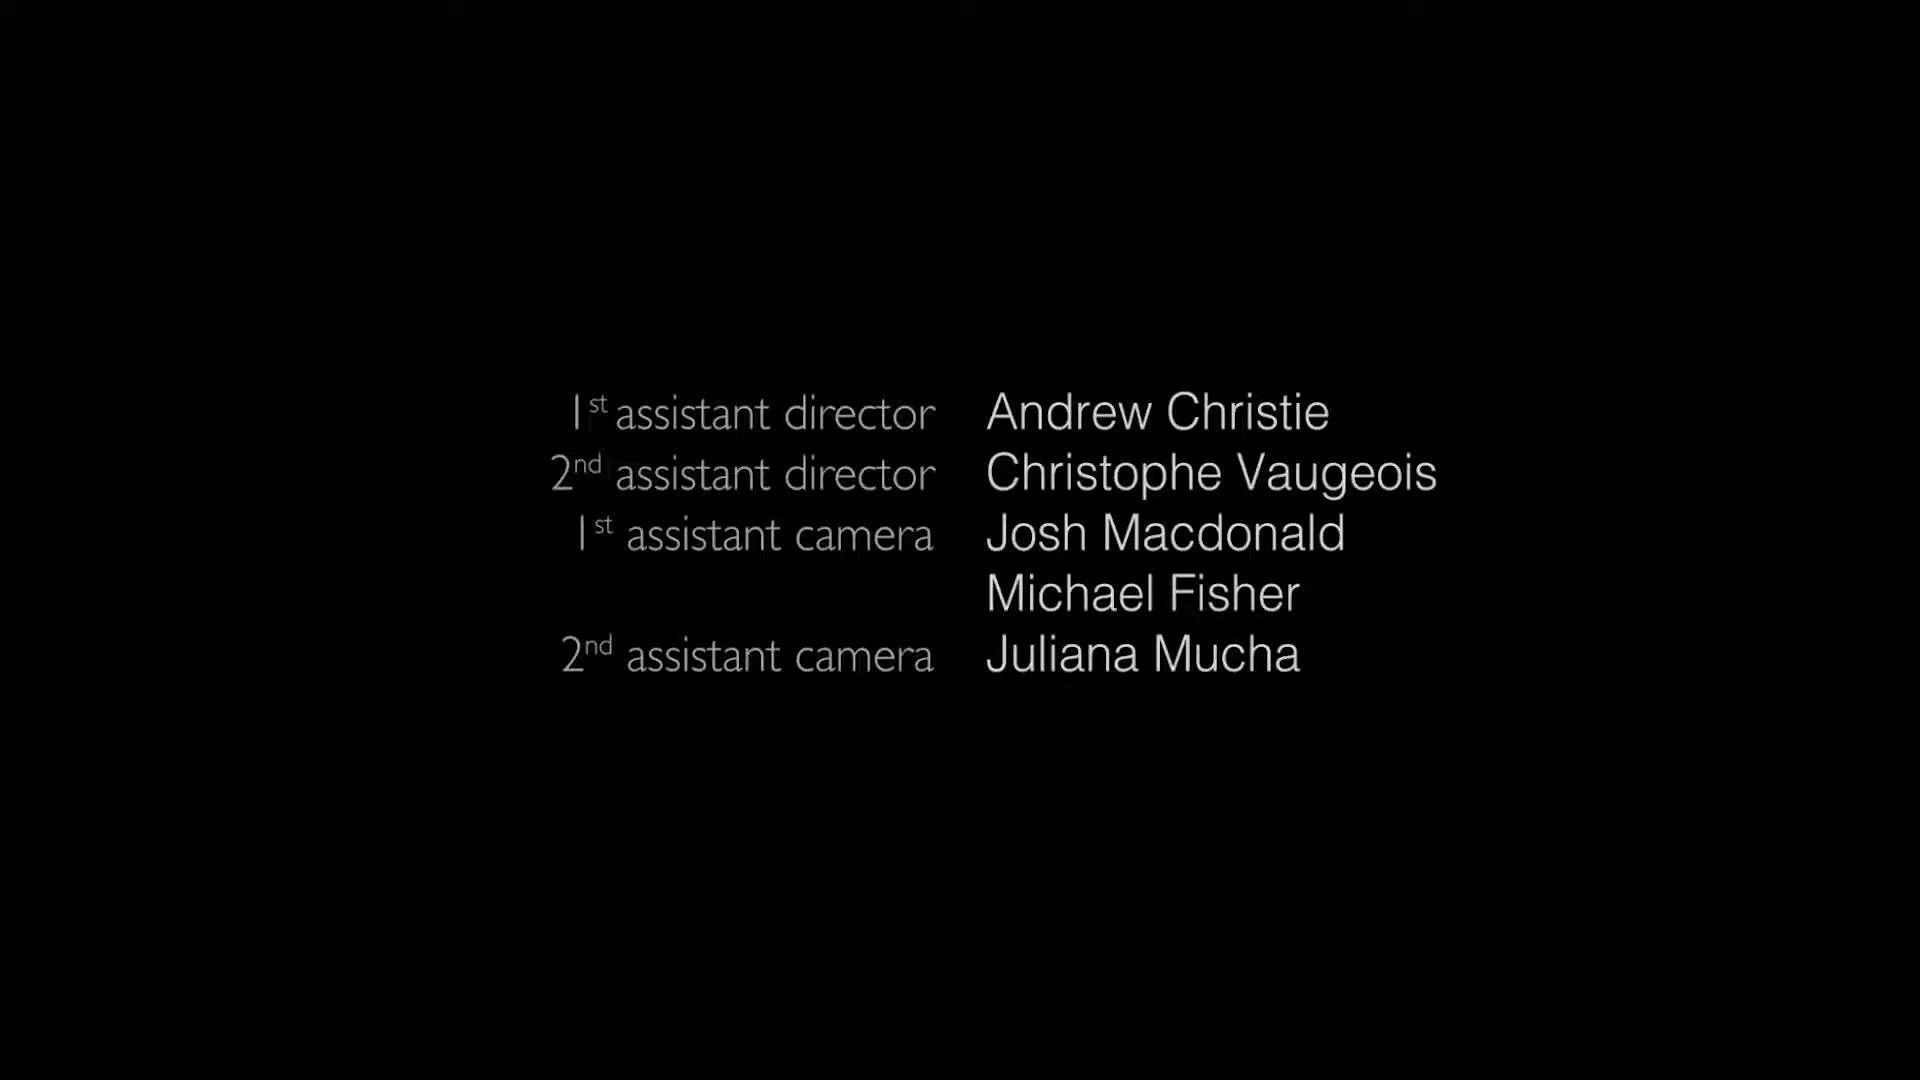 1st assistant director Andrew Christie
2nd assistant director Christophe Vaugeois
1st assistant camera Josh Macdonald
Michael Fisher
2nd assistant camera Juliana Mucha